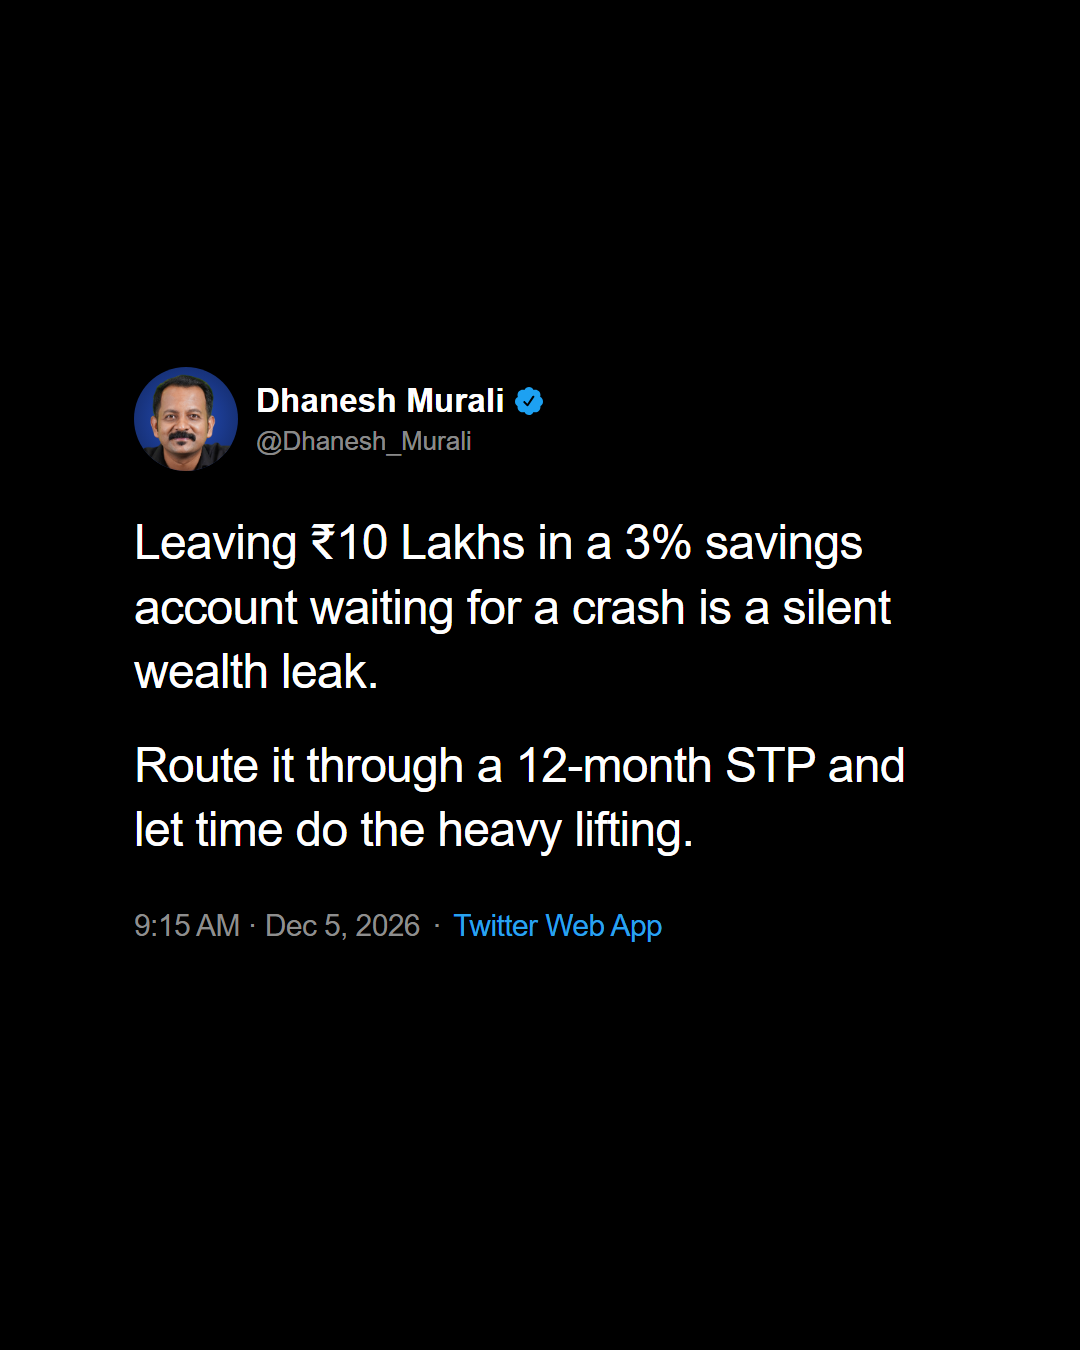 Dhanesh Murali
@Dhanesh_Murali
Leaving ₹10 Lakhs in a 3% savings
account waiting for a crash is a silent
wealth leak.
Route it through a 12-month STP and
let time do the heavy lifting.
9:15 AM · Dec 5, 2026 · Twitter Web App